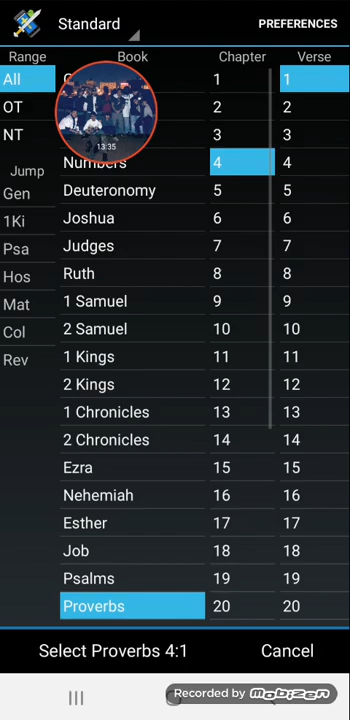 Standard
PREFERENCES
Range
Book
Chapter
Verse
All
OT
NT
Jump
Gen
1Ki
Psa
Hos
Mat
Col
Rev
13:35
Numbers
Deuteronomy
Joshua
Judges
Ruth
1 Samuel
2 Samuel
1 Kings
2 Kings
1 Chronicles
2 Chronicles
Ezra
Nehemiah
Esther
Job
Psalms
Proverbs
1
2
3
4
5
6
7
8
9
10
11
12
13
14
15
16
17
18
19
20
1
2
3
4
5
6
7
8
9
10
11
12
13
14
15
16
17
18
19
20
Select Proverbs 4:1
Cancel
Recorded by Mobizen